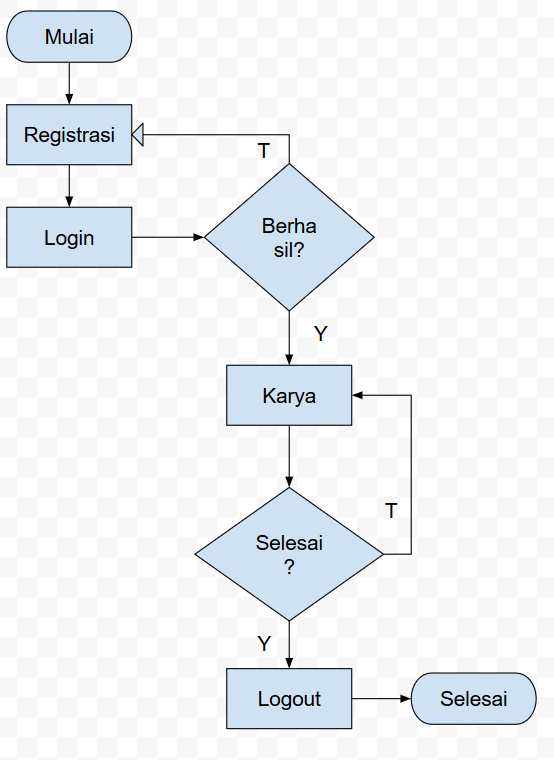 Mulai
Registrasi
T
Login
Berha
sil?
Y
Karya
T
Selesai
?
Y
Logout
Selesai